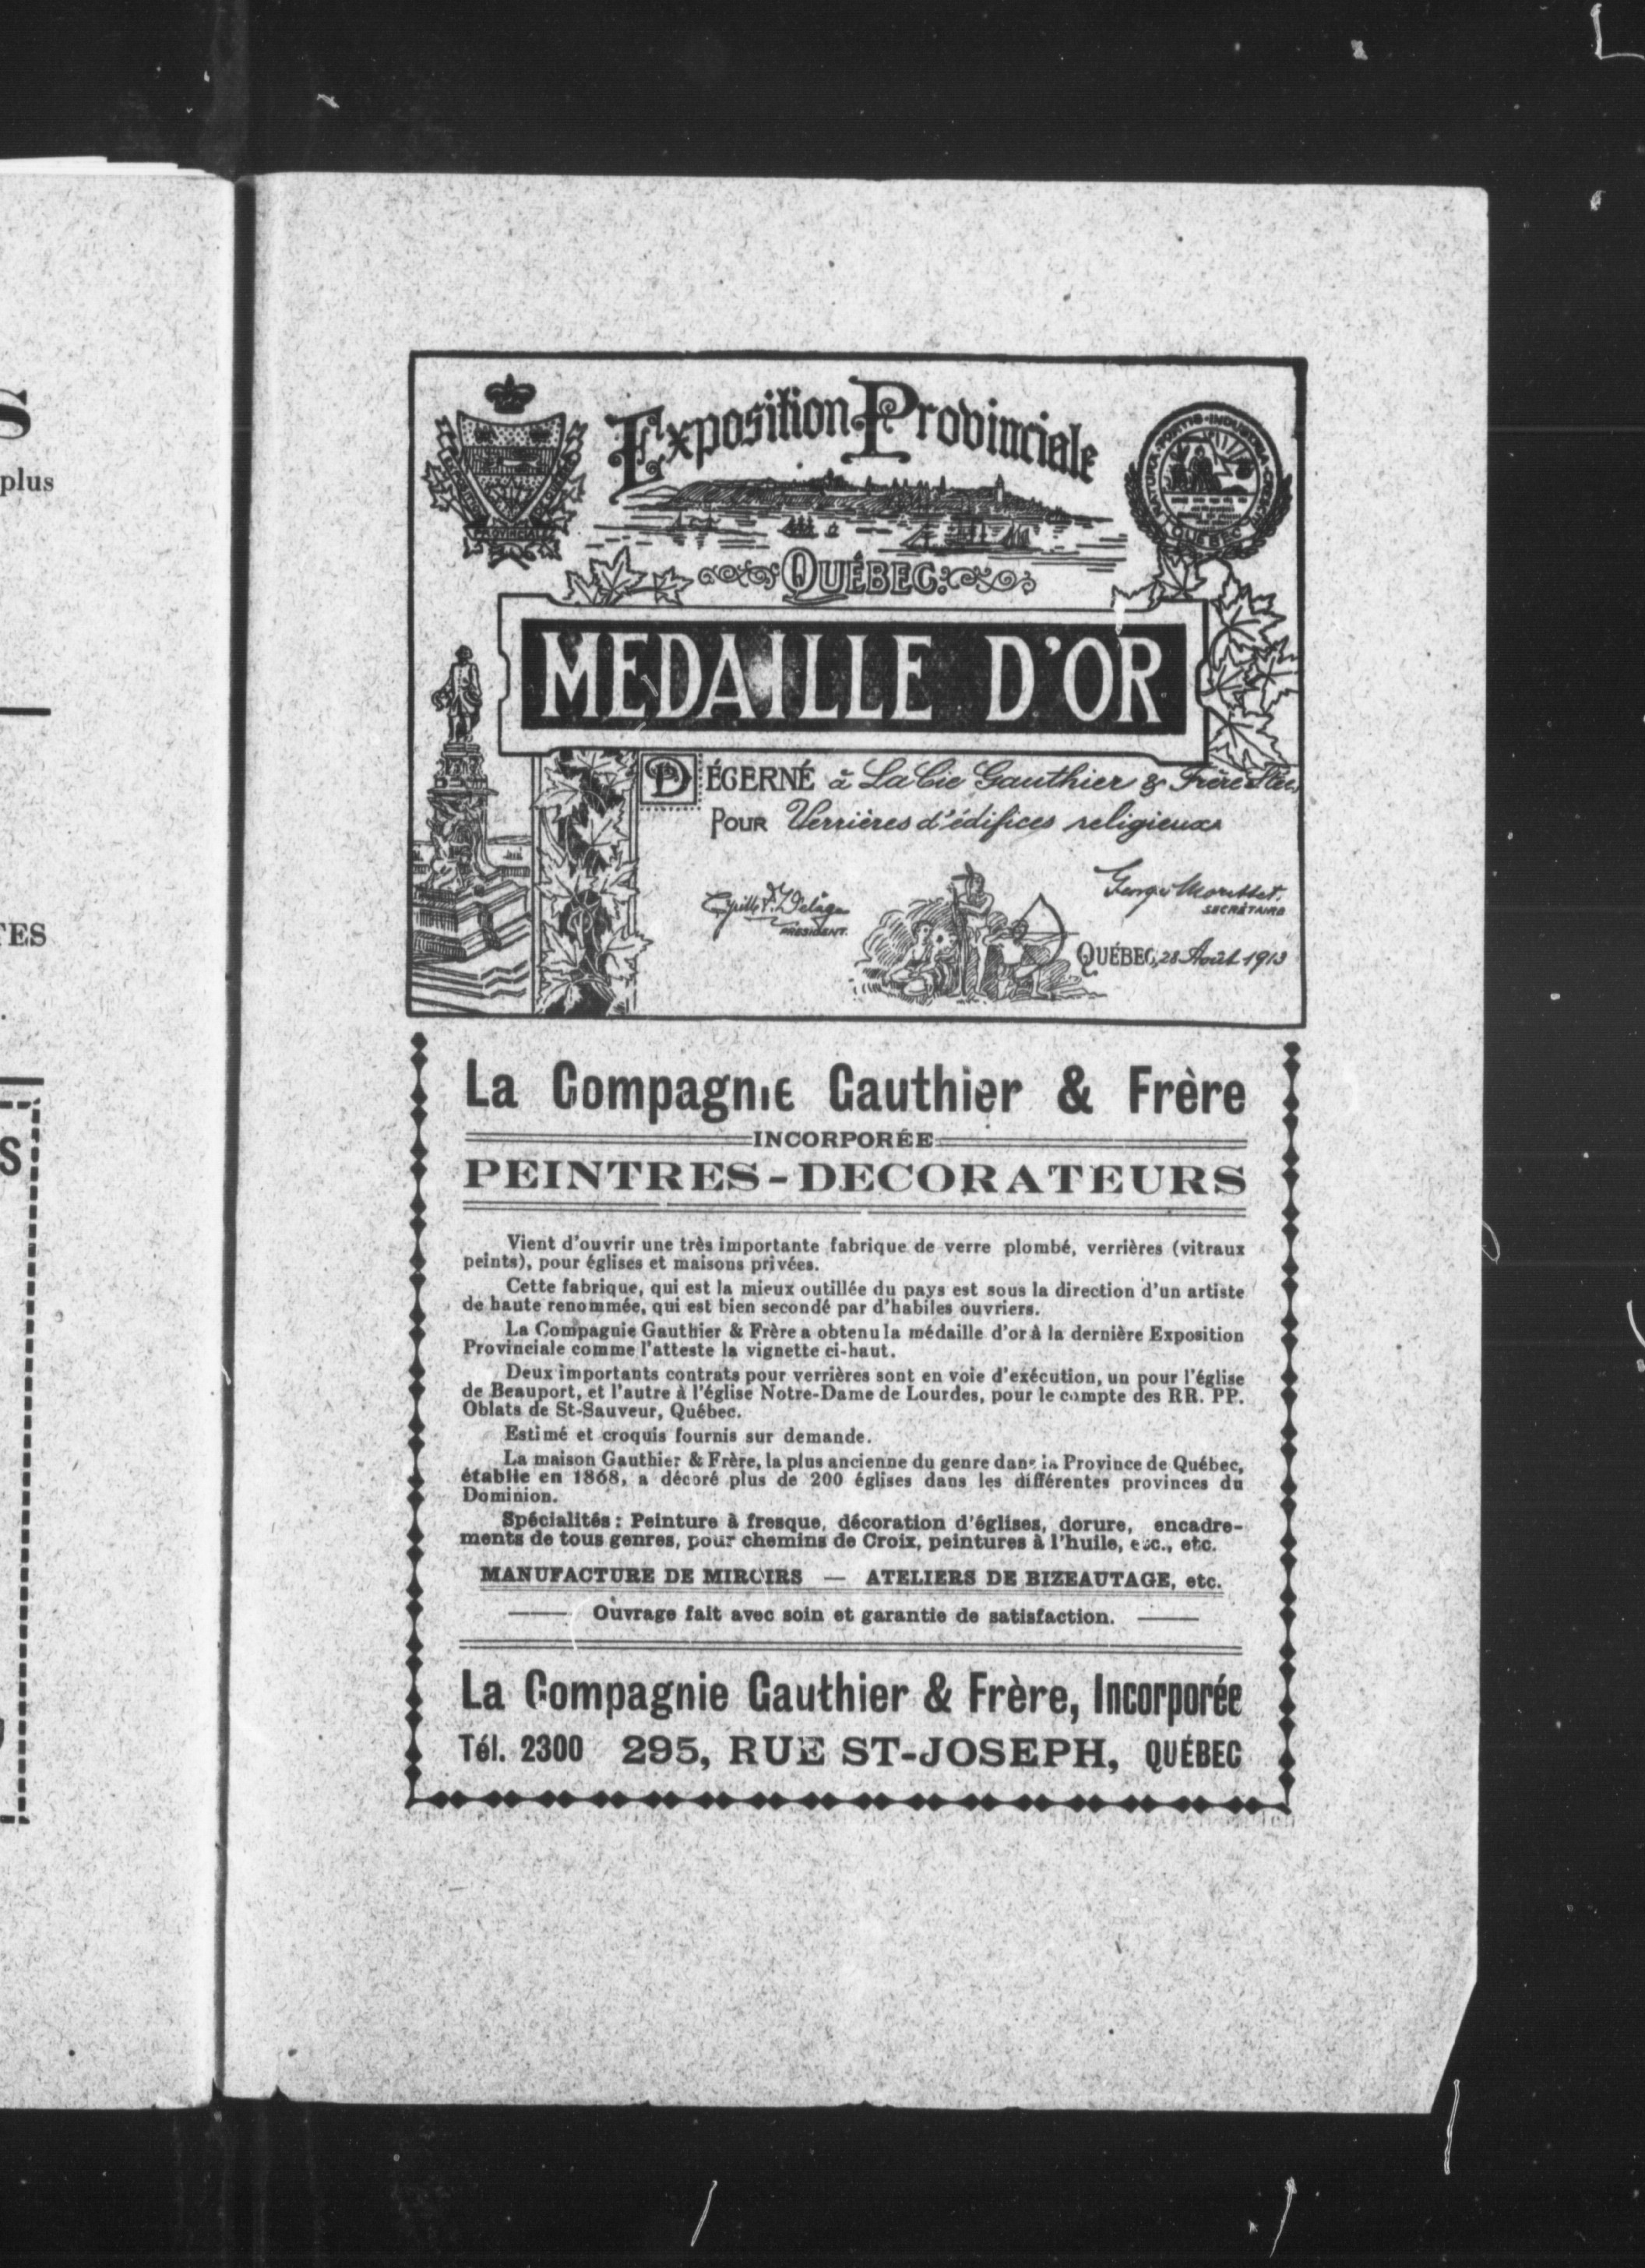 S
plus
TES
S
Exposition Provinciale
QUÉBEC
QUÉBEC
MEDAILLE D'OR
DÉCERNÉ à La Cie Gauthier & Frère Ltée,
POUR Verrières d'édifices religieux
Cyrille F. Delage
PRÉSIDENT.
SECRÉTAIRE
QUÉBEC, 28 Août 1913
La Compagnie Gauthier & Frère
INCORPORÉE
PEINTRES-DECORATEURS
Vient d'ouvrir une très importante fabrique de verre plombé, verrières (vitraux
peints), pour églises et maisons privées.
Cette fabrique, qui est la mieux outillée du pays est sous la direction d'un artiste
de haute renommée, qui est bien secondé par d'habiles ouvriers.
La Compagnie Gauthier & Frère a obtenu la médaille d'or à la dernière Exposition
Provinciale comme l'atteste la vignette ci-haut.
Deux importants contrats pour verrières sont en voie d'exécution, un pour l'église
de Beauport, et l'autre à l'église Notre-Dame de Lourdes, pour le compte des RR. PP.
Oblats de St-Sauveur, Québec.
Estimé et croquis fournis sur demande.
La maison Gauthier & Frère, la plus ancienne du genre dans la Province de Québec,
établie en 1868, a décoré plus de 200 églises dans les différentes provinces du
Dominion.
Spécialités : Peinture à fresque, décoration d'églises, dorure, encadre-
ments de tous genres, pour chemins de Croix, peintures à l'huile, etc., etc.
MANUFACTURE DE MIROIRS — ATELIERS DE BIZEAUTAGE, etc.
Ouvrage fait avec soin et garantie de satisfaction.
La Compagnie Gauthier & Frère, Incorporée
Tél. 2300 295, RUE ST-JOSEPH, QUÉBEC